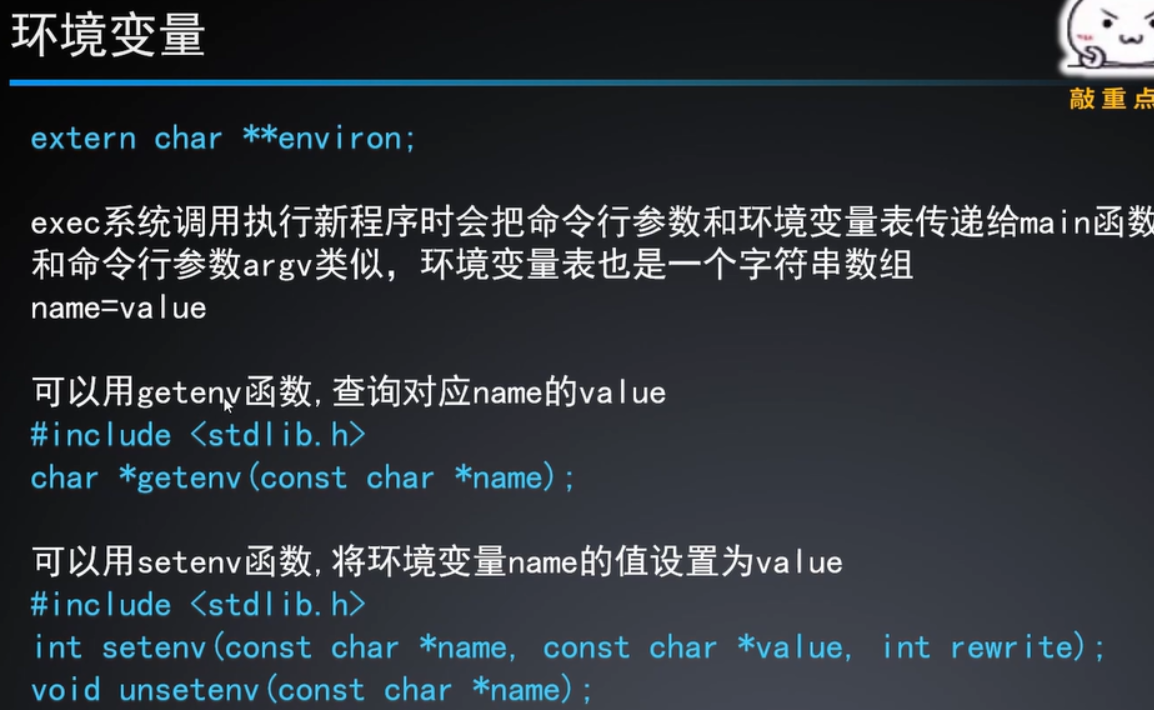 环境变量
敲重点
extern char **environ;
exec系统调用执行新程序时会把命令行参数和环境变量表传递给main函数
和命令行参数argv类似，环境变量表也是一个字符串数组
name=value
可以用getenv函数,查询对应name的value
#include <stdlib.h>
char *getenv(const char *name);
可以用setenv函数,将环境变量name的值设置为value
#include <stdlib.h>
int setenv(const char *name, const char *value, int rewrite);
void unsetenv(const char *name);